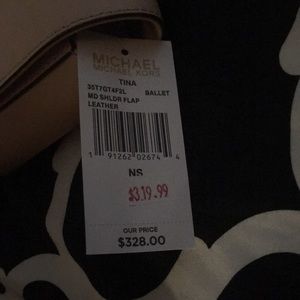 MICHAEL
MICHAEL KORS
TINA
35T7GT4F2L BALLET
MD SHLDR FLAP
LEATHER
1 91262 02674 4
NS
$319.99
OUR PRICE
$328.00